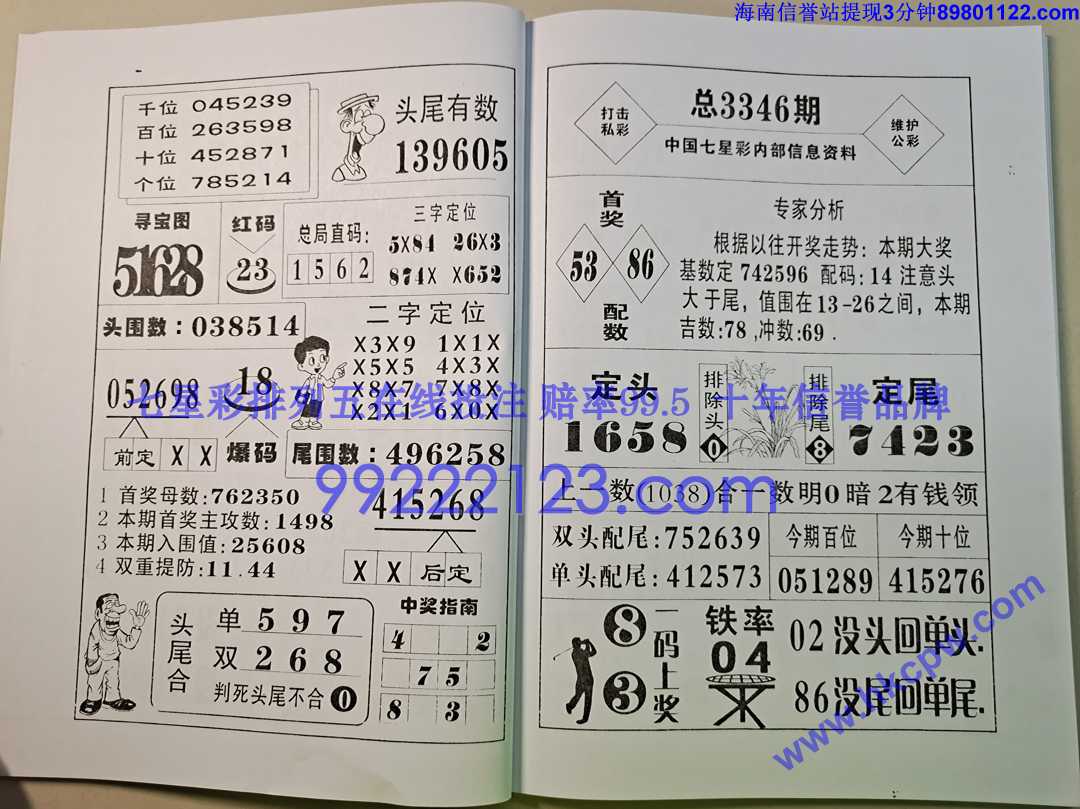 海南信誉站提现3分钟89801122.com
千位 045239
百位 263598
十位 452871
个位 785214
头尾有数
139605
寻宝图
51628
红码
23
总局直码:
1 5 6 2
三字定位
5X84 26X3
874X X652
头围数:038514
二字定位
X3X9 1X1X
X5X5 4X3X
X8X7 7X8X
X2X1 6X0X
052698
前定 X X
18
爆码
尾围数:496258
1 首奖母数:762350
2 本期首奖主攻数:1498
3 本期入围值:25608
4 双重提防:11.44
415268
X X 后定
头尾合
单 5 9 7
双 2 6 8
判死头尾不合0
中奖指南
4 2
7 5
8 3
打击私彩
总3346期
中国七星彩内部信息资料
维护公彩
首奖
53 86
配数
专家分析
根据以往开奖走势:本期大奖
基数定 742596 配码:14 注意头
大于尾,值围在13-26之间,本期
吉数:78,冲数:69.
定头
1658
排除头
0
排除尾
8
定尾
7423
上一数(1038)合一数明0暗2有钱领
双头配尾:752639
单头配尾:412573
今期百位
051289
今期十位
415276
8
3
一码上奖
铁率
04
02没头回单头.
86没尾回单尾.
七星彩排列五在线投注 赔率99.5 十年信誉品牌
99222123.com
www.hkcpw.com